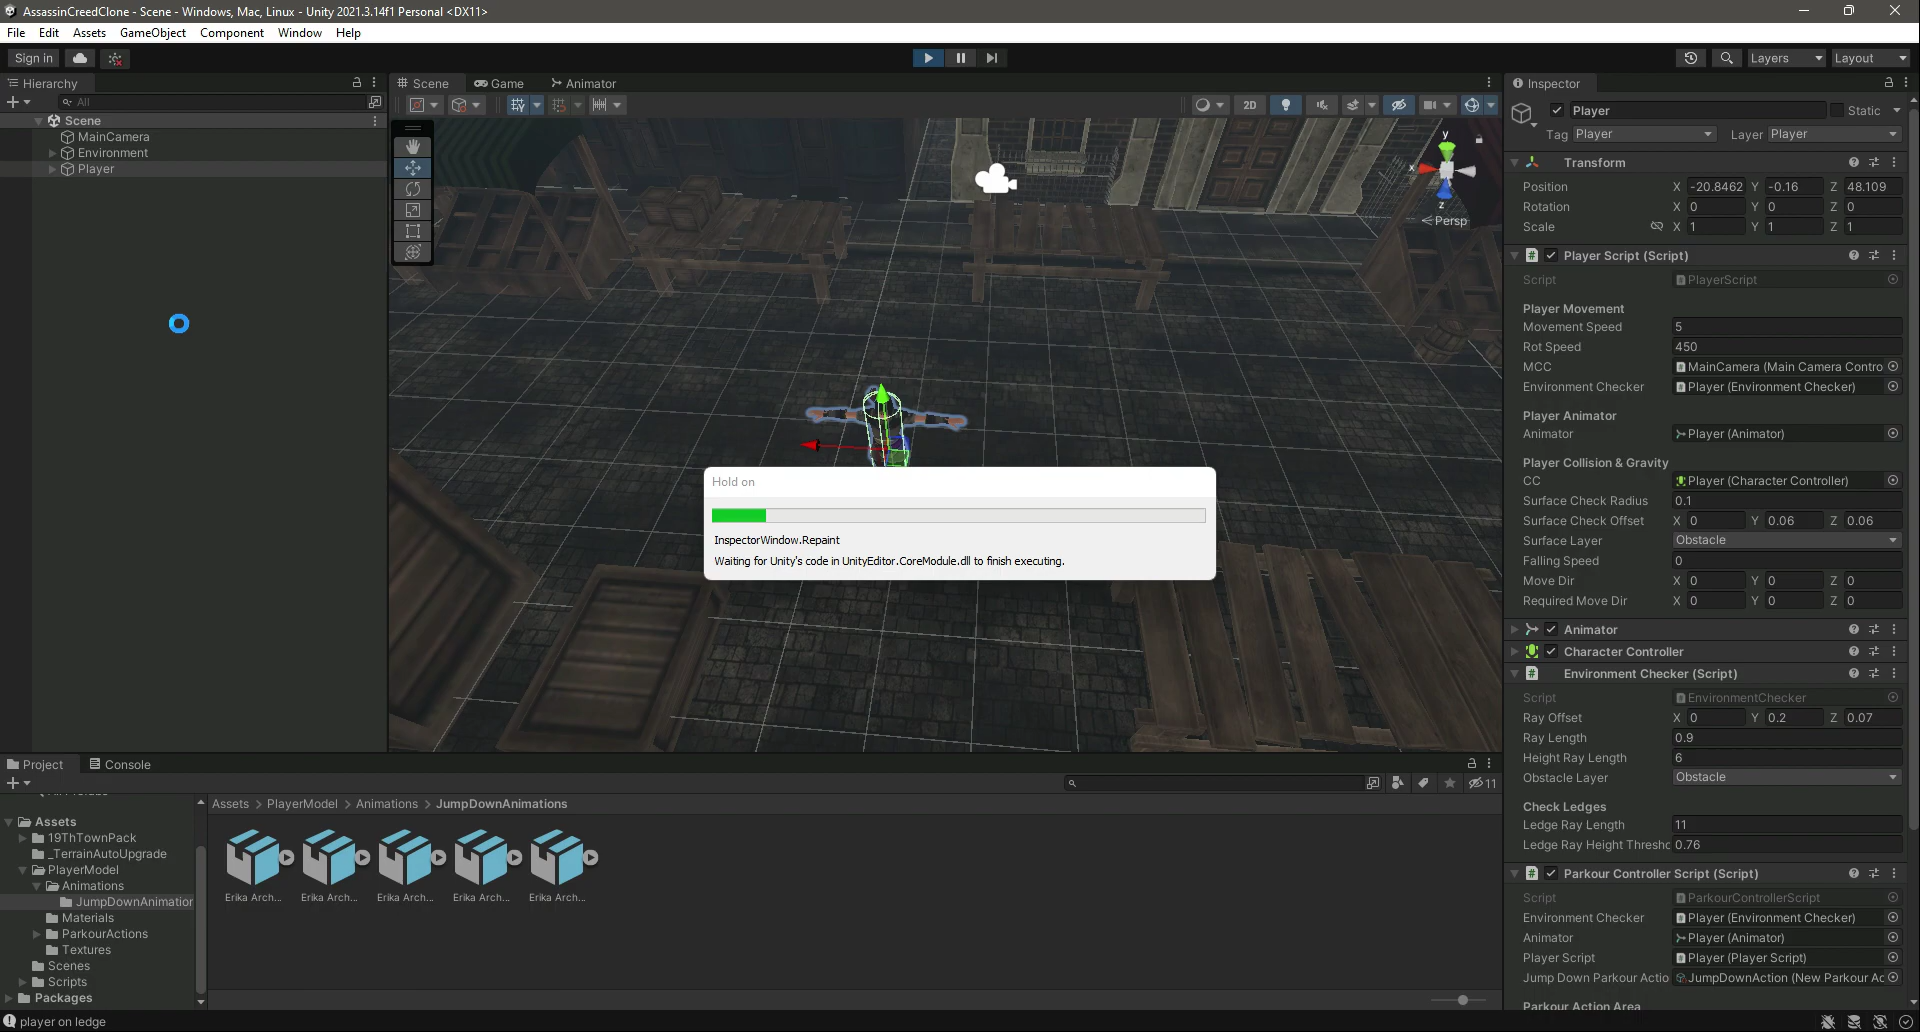 AssassinCreedClone - Scene - Windows, Mac, Linux - Unity 2021.3.14f1 Personal <DX11>
File Edit Assets GameObject Component Window Help
Sign in
Layers
Layout
Hierarchy
All
Scene
MainCamera
Environment
Player
Scene
Game
Animator
2D
y
x
z
Persp
Hold on
InspectorWindow.Repaint
Waiting for Unity's code in UnityEditor.CoreModule.dll to finish executing.
Inspector
Player
Static
Tag Player
Layer Player
Transform
Position X -20.8462 Y -0.16 Z 48.109
Rotation X 0 Y 0 Z 0
Scale X 1 Y 1 Z 1
Player Script (Script)
Script PlayerScript
Player Movement
Movement Speed 5
Rot Speed 450
MCC MainCamera (Main Camera Contro
Environment Checker Player (Environment Checker)
Player Animator
Animator Player (Animator)
Player Collision & Gravity
CC Player (Character Controller)
Surface Check Radius 0.1
Surface Check Offset X 0 Y 0.06 Z 0.06
Surface Layer Obstacle
Falling Speed 0
Move Dir X 0 Y 0 Z 0
Required Move Dir X 0 Y 0 Z 0
Animator
Character Controller
Environment Checker (Script)
Script EnvironmentChecker
Ray Offset X 0 Y 0.2 Z 0.07
Ray Length 0.9
Height Ray Length 6
Obstacle Layer Obstacle
Check Ledges
Ledge Ray Length 11
Ledge Ray Height Thresho 0.76
Parkour Controller Script (Script)
Script ParkourControllerScript
Environment Checker Player (Environment Checker)
Animator Player (Animator)
Player Script Player (Player Script)
Jump Down Parkour Actio JumpDownAction (New Parkour Ac
Parkour Action Area
Project
Console
11
Assets > PlayerModel > Animations > JumpDownAnimations
Assets
19ThTownPack
_TerrainAutoUpgrade
PlayerModel
Animations
JumpDownAnimation
Materials
ParkourActions
Textures
Scenes
Scripts
Packages
Erika Arch... Erika Arch... Erika Arch... Erika Arch... Erika Arch...
player on ledge